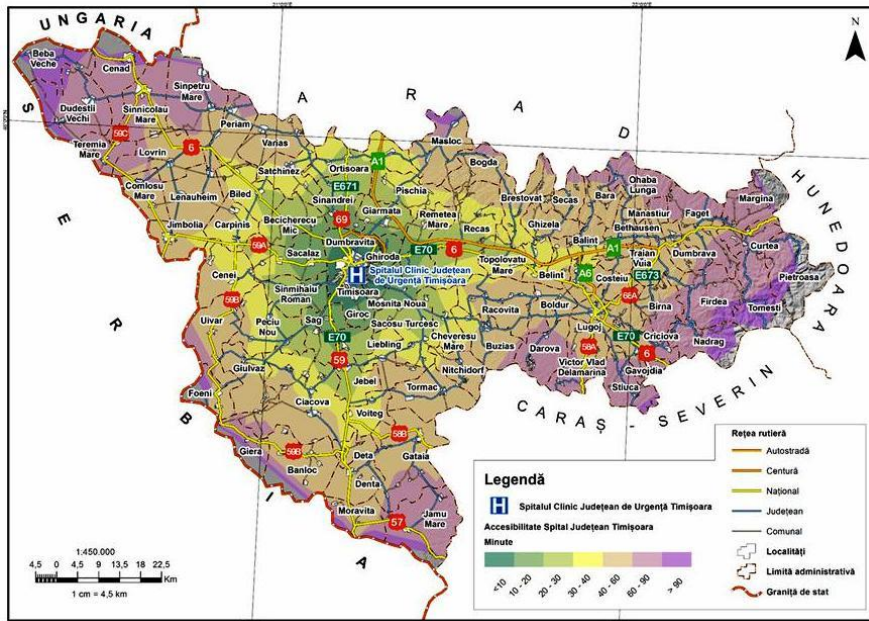 UNGARIA
SERBIA
ARAD
HUNEDOARA
CARAȘ - SEVERIN
N
Beba
Veche
Cenad
Dudestii
Vechi
Sinnicolau
Mare
Sinpetru
Mare
Periam
Varias
59C
Teremia
Mare
Lovrin
6
Satchinez
Ortisoara
A1
Masloc
Bogda
Comlosu
Mare
Lenauheim
Biled
E671
Sinandrei
Pischia
Brestovat
Secas
Bara
Ohaba
Lunga
Margina
Jimbolia
Carpinis
Becicherecu
Mic
69
Giarmata
Remetea
Mare
Recas
Ghizela
Manastiur
Bethausen
Faget
59A
Sacalaz
Dumbravita
Ghiroda
E70
6
Topolovatu
Mare
Balint
A1
Traian
Vuia
Dumbrava
Curtea
Cenei
H
Spitalul Clinic Județean
de Urgență Timișoara
Belint
A6
Costeiu
E673
Pietroasa
59B
Sinmihaiu
Roman
Timisoara
Mosnita Noua
Boldur
68A
Birna
Firdea
Tomesti
Uivar
Peciu
Nou
Sag
Giroc
Sacosu Turcesc
Racovita
Lugoj
E70
Criciova
Nadrag
E70
59
Liebling
Cheveresu
Mare
Buzias
Darova
58A
6
Gavojdia
Giulvaz
Jebel
Nitchidorf
Victor Vlad
Delamarina
Stiuca
Foeni
Ciacova
Tormac
Voiteg
58B
Giera
59B
Banloc
Deta
Gataia
Denta
Moravita
57
Jamu
Mare
1:450.000
4,5 0 4,5 9 13,5 18 22,5
Km
1 cm = 4,5 km
Legendă
H Spitalul Clinic Județean de Urgență Timișoara
Accesibilitate Spital Județean Timișoara
Minute
<10 10 - 20 20 - 30 30 - 40 40 - 60 60 - 90 > 90
Rețea rutieră
Autostradă
Centură
Național
Județean
Comunal
Localități
Limită administrativă
Graniță de stat